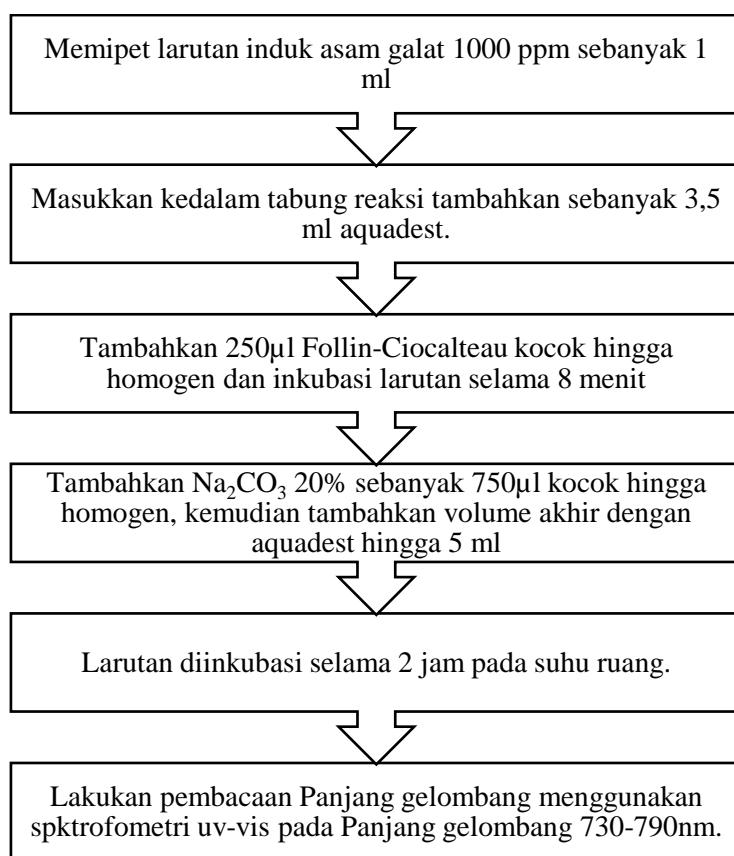 Memipet larutan induk asam galat 1000 ppm sebanyak 1
ml
Masukkan kedalam tabung reaksi tambahkan sebanyak 3,5
ml aquadest.
Tambahkan 250µl Follin-Ciocalteau kocok hingga
homogen dan inkubasi larutan selama 8 menit
Tambahkan Na₂CO₃ 20% sebanyak 750µl kocok hingga
homogen, kemudian tambahkan volume akhir dengan
aquadest hingga 5 ml
Larutan diinkubasi selama 2 jam pada suhu ruang.
Lakukan pembacaan Panjang gelombang menggunakan
spktrofometri uv-vis pada Panjang gelombang 730-790nm.